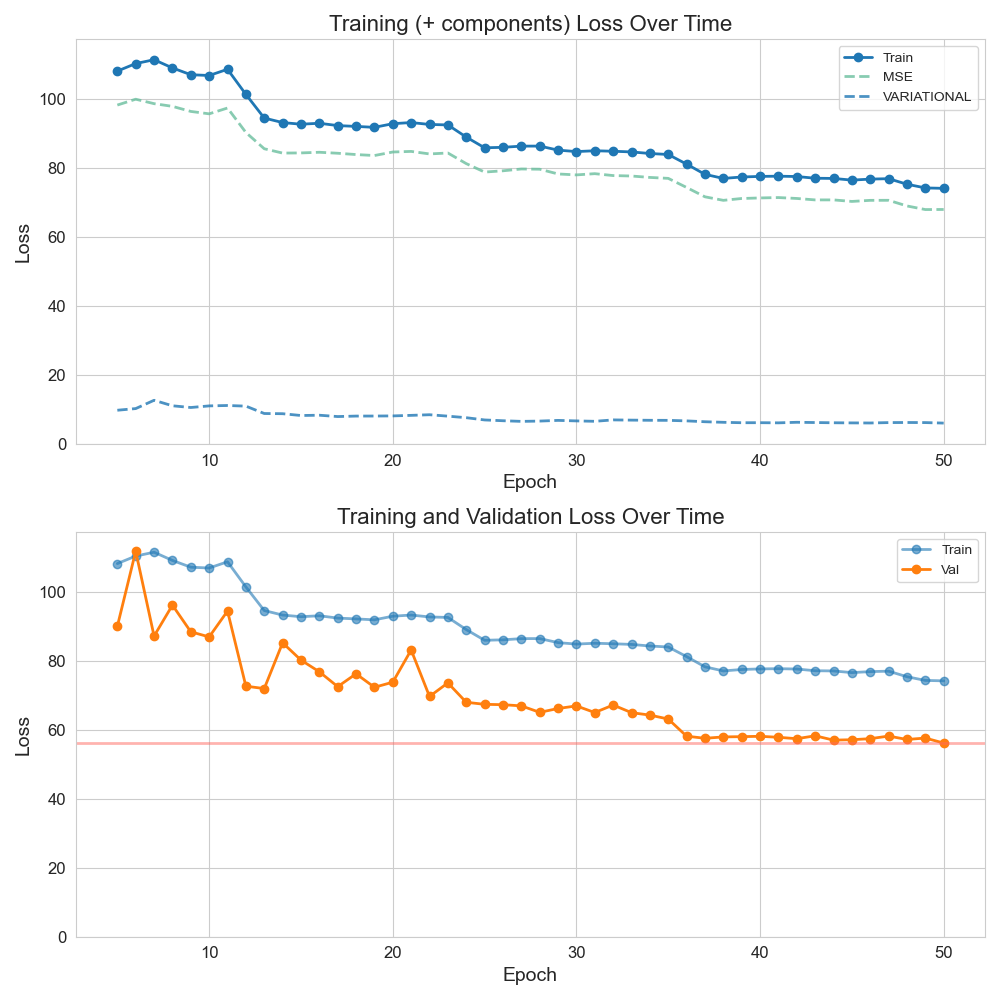 Training (+ components) Loss Over Time
Train
MSE
VARIATIONAL
100
80
60
40
20
0
Loss
10 20 30 40 50
Epoch
Training and Validation Loss Over Time
Train
Val
100
80
60
40
20
0
Loss
10 20 30 40 50
Epoch